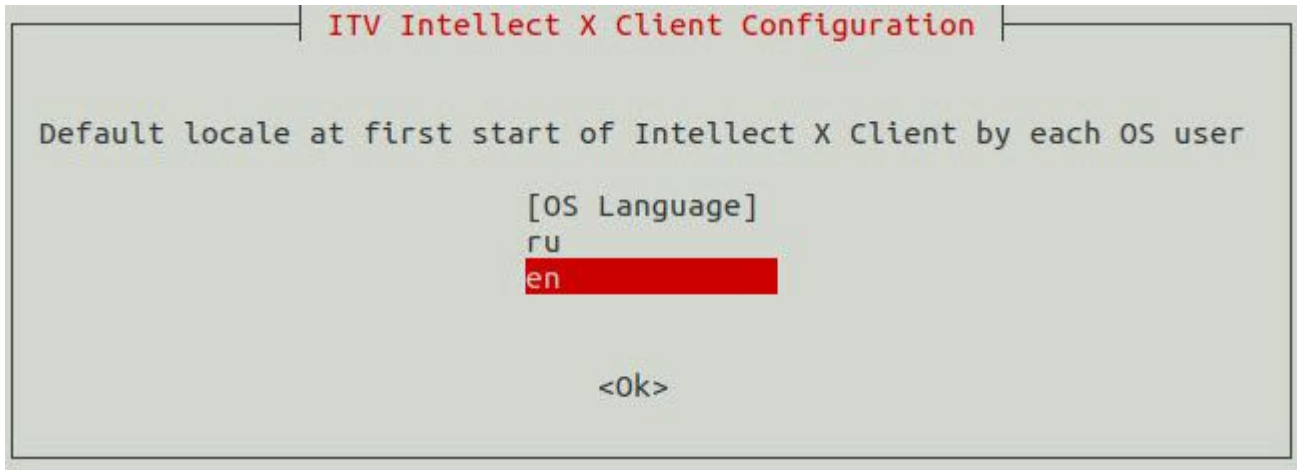 ITV Intellect X Client Configuration
Default locale at first start of Intellect X Client by each OS user
[OS Language]
ru
en
<Ok>